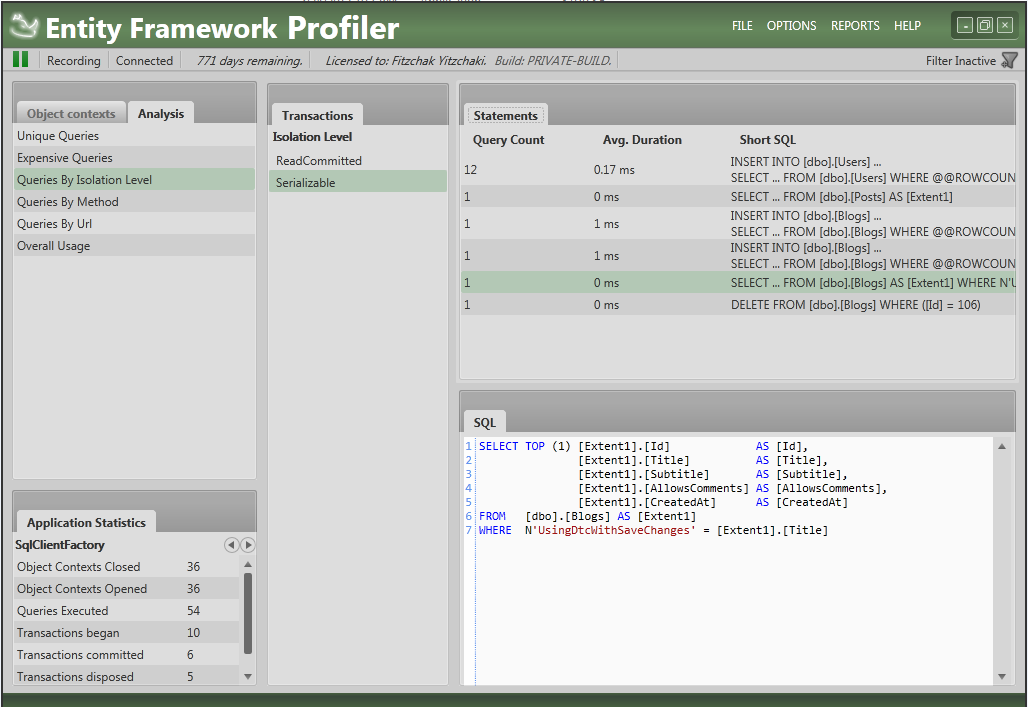 Entity Framework Profiler
FILE OPTIONS REPORTS HELP
Recording Connected 771 days remaining. Licensed to: Fitzchak Yitzchaki. Build: PRIVATE-BUILD. Filter Inactive
Object contexts Analysis
Unique Queries
Expensive Queries
Queries By Isolation Level
Queries By Method
Queries By Url
Overall Usage
Transactions
Isolation Level
ReadCommitted
Serializable
Statements
Query Count Avg. Duration Short SQL
12 0.17 ms INSERT INTO [dbo].[Users] ...
SELECT ... FROM [dbo].[Users] WHERE @@ROWCOUN
1 0 ms SELECT ... FROM [dbo].[Posts] AS [Extent1]
1 1 ms INSERT INTO [dbo].[Blogs] ...
SELECT ... FROM [dbo].[Blogs] WHERE @@ROWCOUN
1 1 ms INSERT INTO [dbo].[Blogs] ...
SELECT ... FROM [dbo].[Blogs] WHERE @@ROWCOUN
1 0 ms SELECT ... FROM [dbo].[Blogs] AS [Extent1] WHERE N'U
1 0 ms DELETE FROM [dbo].[Blogs] WHERE ([Id] = 106)
SQL
1 SELECT TOP (1) [Extent1].[Id] AS [Id],
2 [Extent1].[Title] AS [Title],
3 [Extent1].[Subtitle] AS [Subtitle],
4 [Extent1].[AllowsComments] AS [AllowsComments],
5 [Extent1].[CreatedAt] AS [CreatedAt]
6 FROM [dbo].[Blogs] AS [Extent1]
7 WHERE N'UsingDtcWithSaveChanges' = [Extent1].[Title]
Application Statistics
SqlClientFactory
Object Contexts Closed 36
Object Contexts Opened 36
Queries Executed 54
Transactions began 10
Transactions committed 6
Transactions disposed 5